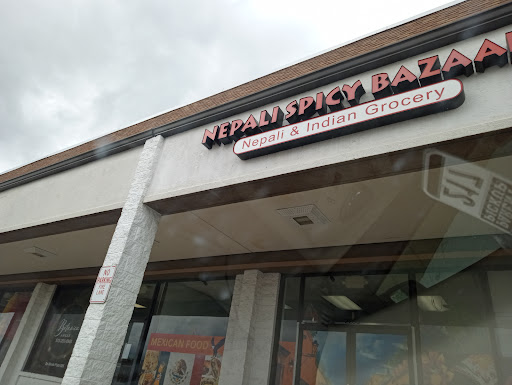 NEPALI SPICY BAZAAR
Nepali & Indian Grocery
NO
PARKING
MEXICAN FOOD